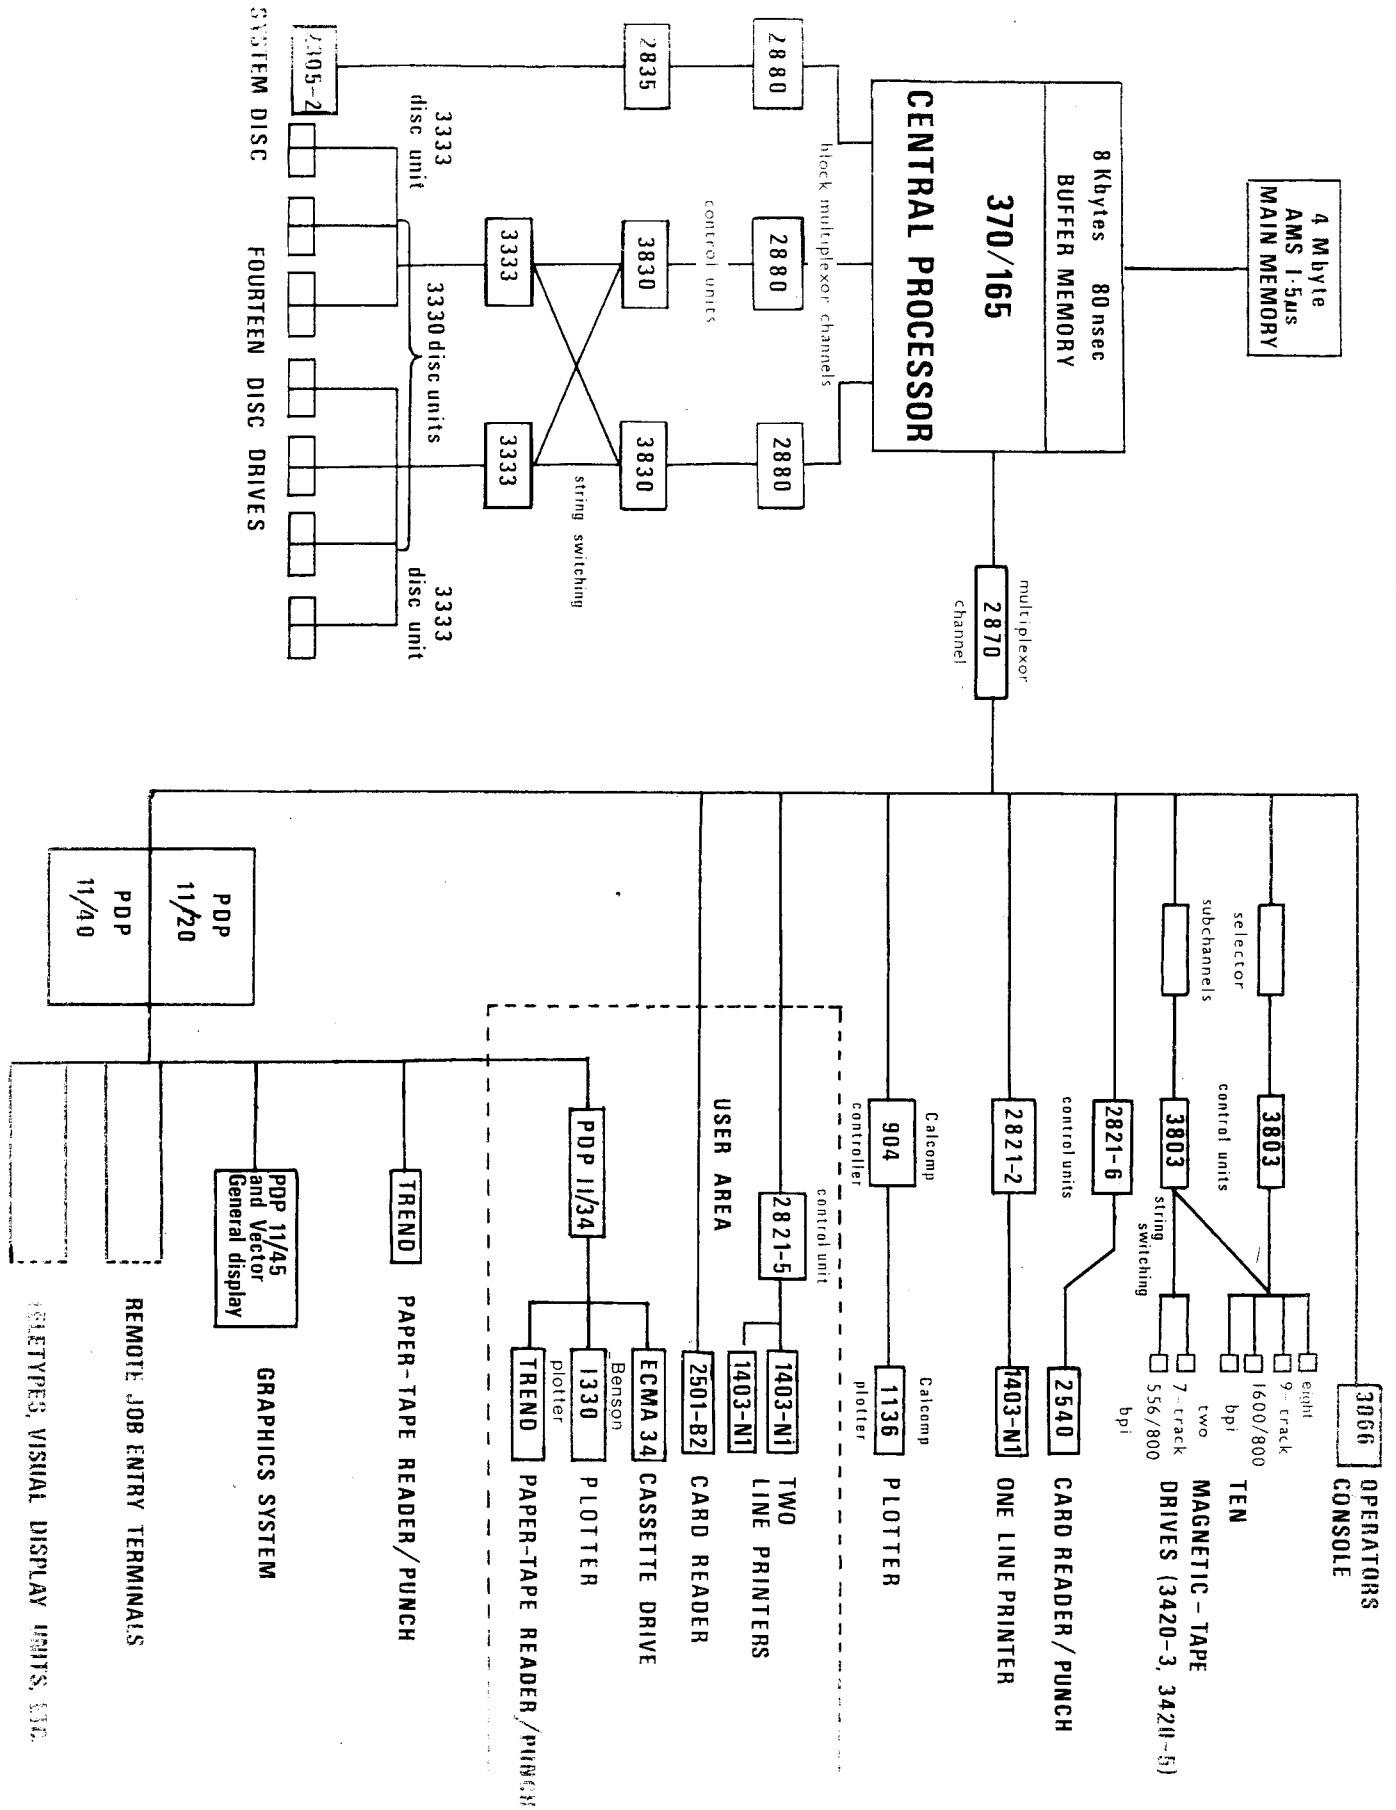 4 Mbyte
AMS 1·5µs
MAIN MEMORY
8 Kbytes 80 nsec
BUFFER MEMORY
370/165
CENTRAL PROCESSOR
block multiplexor channels
2880
2880
2880
control units
2835
3830
3830
string switching
3333
3333
3333
disc unit
3330 disc units
3333
disc unit
2305-2
SYSTEM DISC
FOURTEEN DISC DRIVES
multiplexor
2870
channel
3066
OPERATORS
CONSOLE
selector
subchannels
control units
3803
3803
string
switching
eight
9-track
1600/800
bpi
two
7-track
556/800
bpi
TEN
MAGNETIC-TAPE
DRIVES (3420-3, 3420-5)
2821-6
control units
2540
CARD READER/PUNCH
2821-2
1403-N1
ONE LINE PRINTER
Calcomp
904
controller
Calcomp
1136
plotter
PLOTTER
control unit
2821-5
1403-N1
1403-N1
TWO
LINE PRINTERS
USER AREA
2501-B2
CARD READER
PDP 11/34
ECMA 34
CASSETTE DRIVE
Benson
1330
plotter
PLOTTER
TREND
PAPER-TAPE READER/PUNCH
TREND
PAPER-TAPE READER/PUNCH
PDP
11/20
PDP
11/40
PDP 11/45
and Vector
General display
GRAPHICS SYSTEM
REMOTE JOB ENTRY TERMINALS
TELETYPES, VISUAL DISPLAY UNITS, ETC.